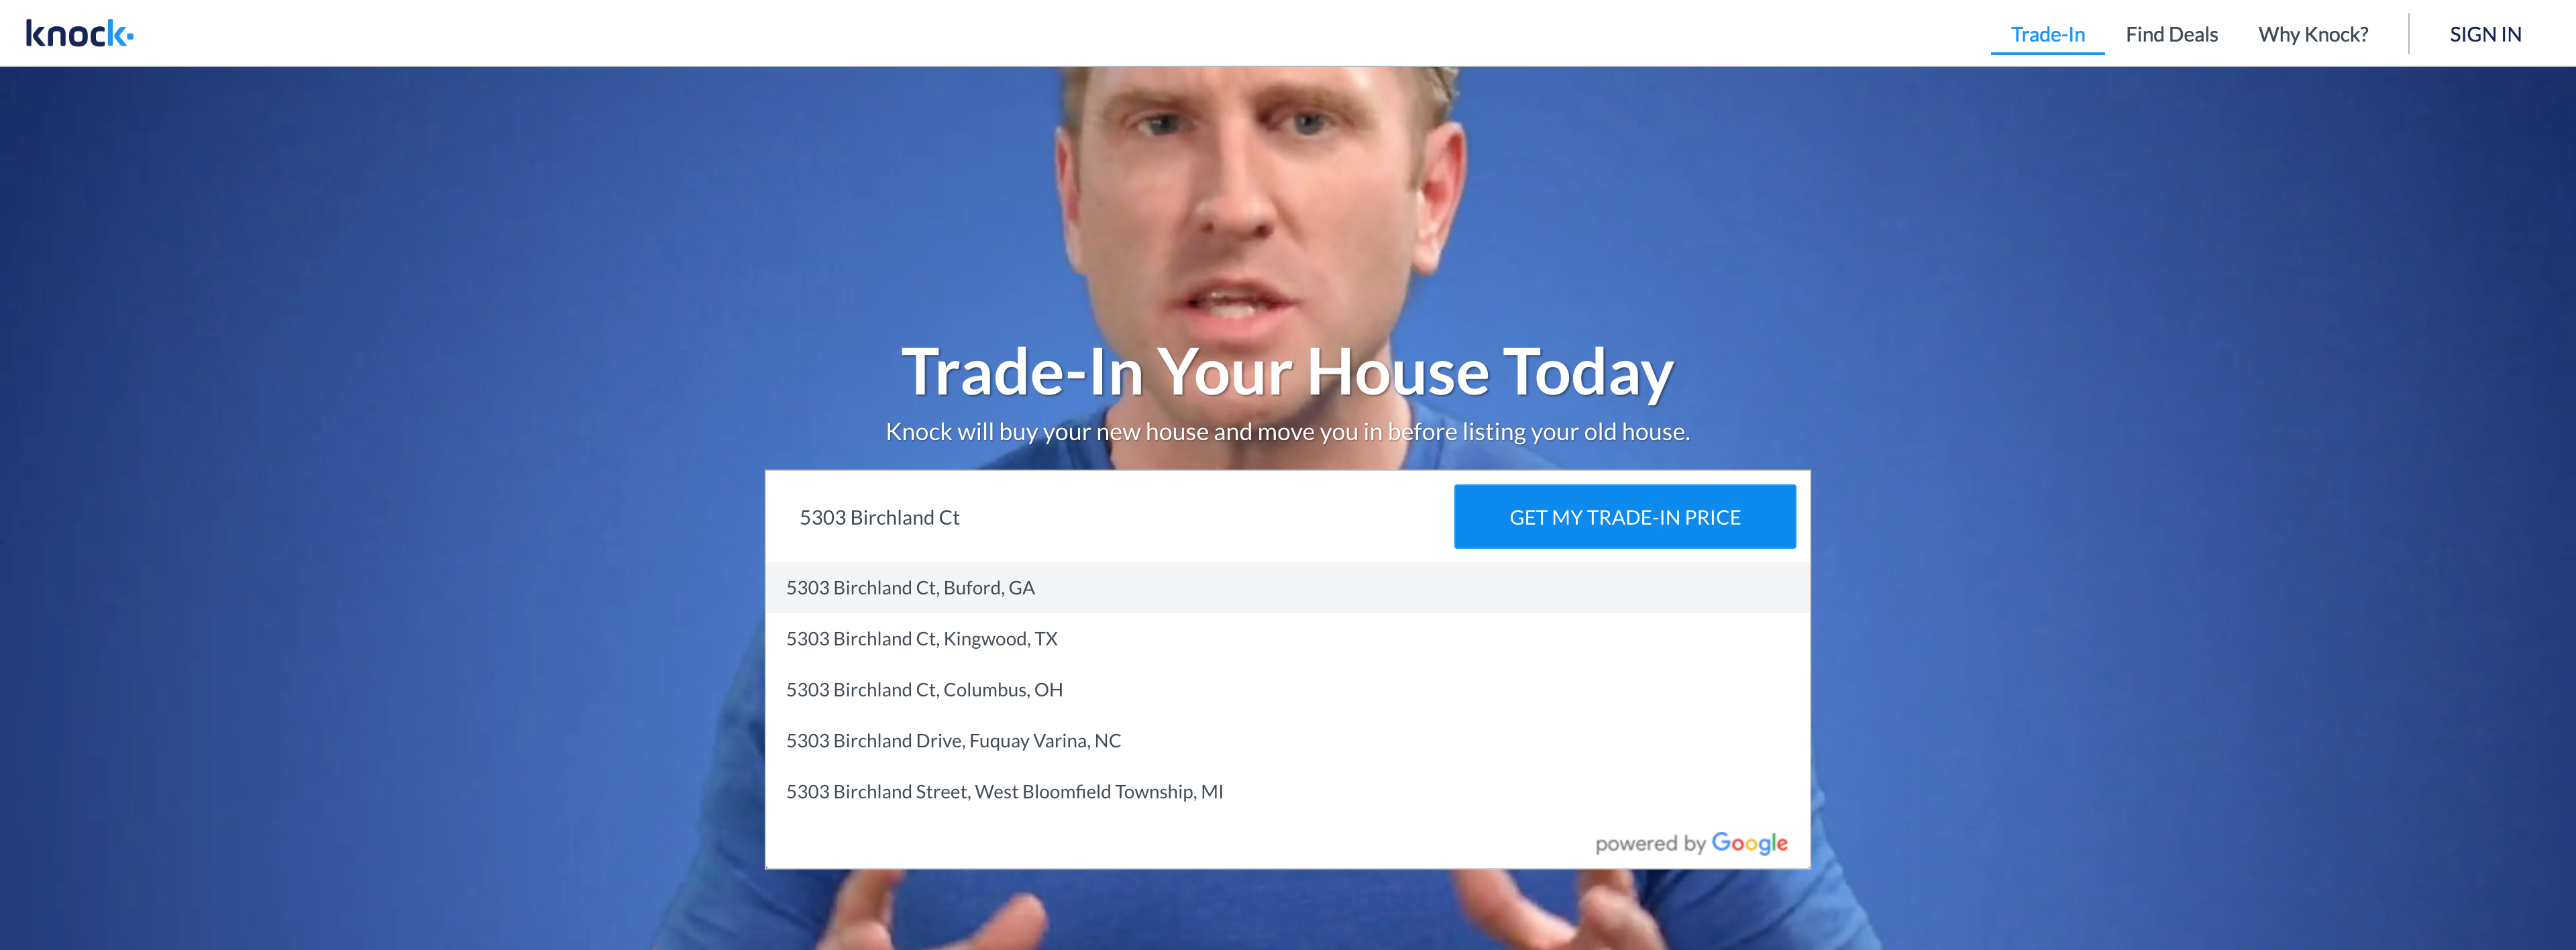 knock
Trade-In
Find Deals
Why Knock?
SIGN IN
Trade-In Your House Today
Knock will buy your new house and move you in before listing your old house.
5303 Birchland Ct
GET MY TRADE-IN PRICE
5303 Birchland Ct, Buford, GA
5303 Birchland Ct, Kingwood, TX
5303 Birchland Ct, Columbus, OH
5303 Birchland Drive, Fuquay Varina, NC
5303 Birchland Street, West Bloomfield Township, MI
powered by Google